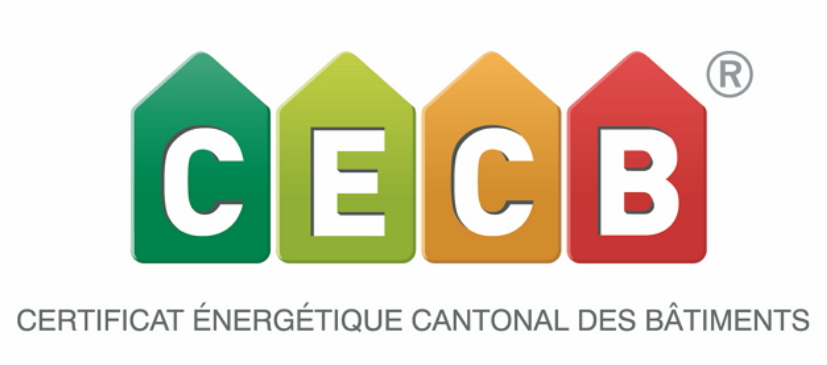 CECB®
CERTIFICAT ÉNERGÉTIQUE CANTONAL DES BÂTIMENTS